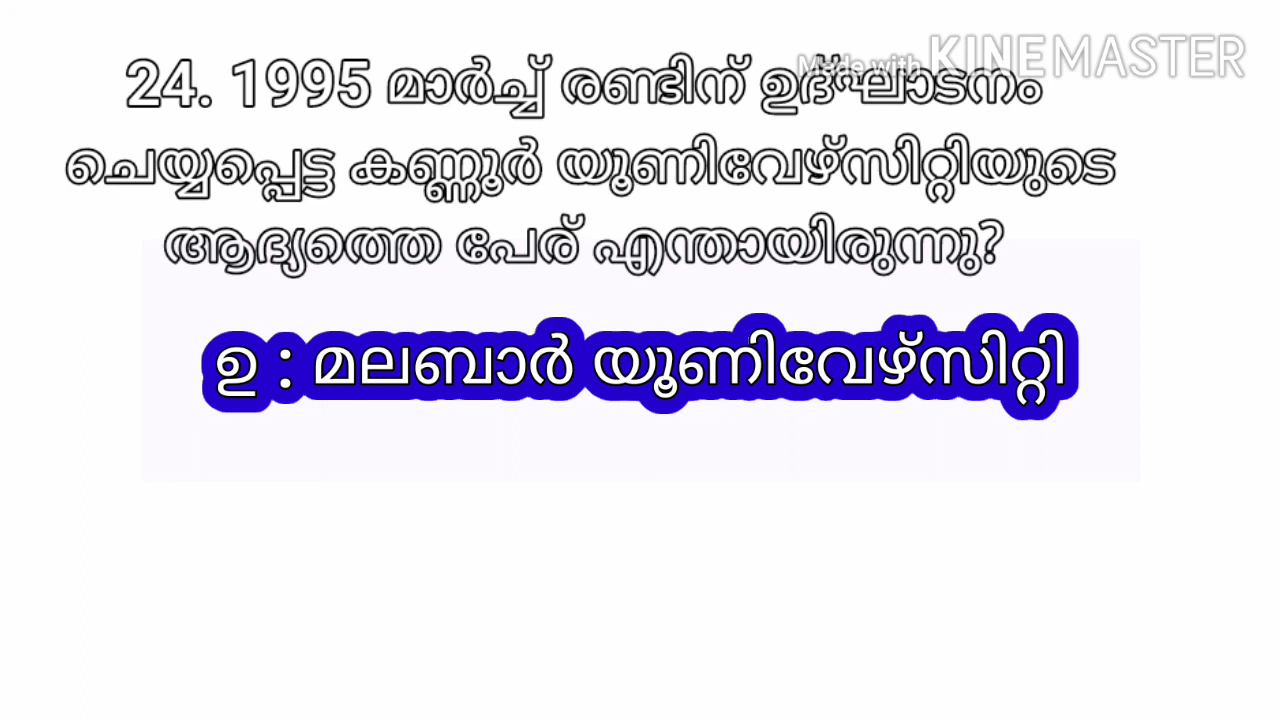 Made with KINEMASTER
24. 1995 മാർച്ച് രണ്ടിന് ഉദ്ഘാടനം
ചെയ്യപ്പെട്ട കണ്ണൂർ യൂണിവേഴ്സിറ്റിയുടെ
ആദ്യത്തെ പേര് എന്തായിരുന്നു?
ഉ : മലബാർ യൂണിവേഴ്സിറ്റി